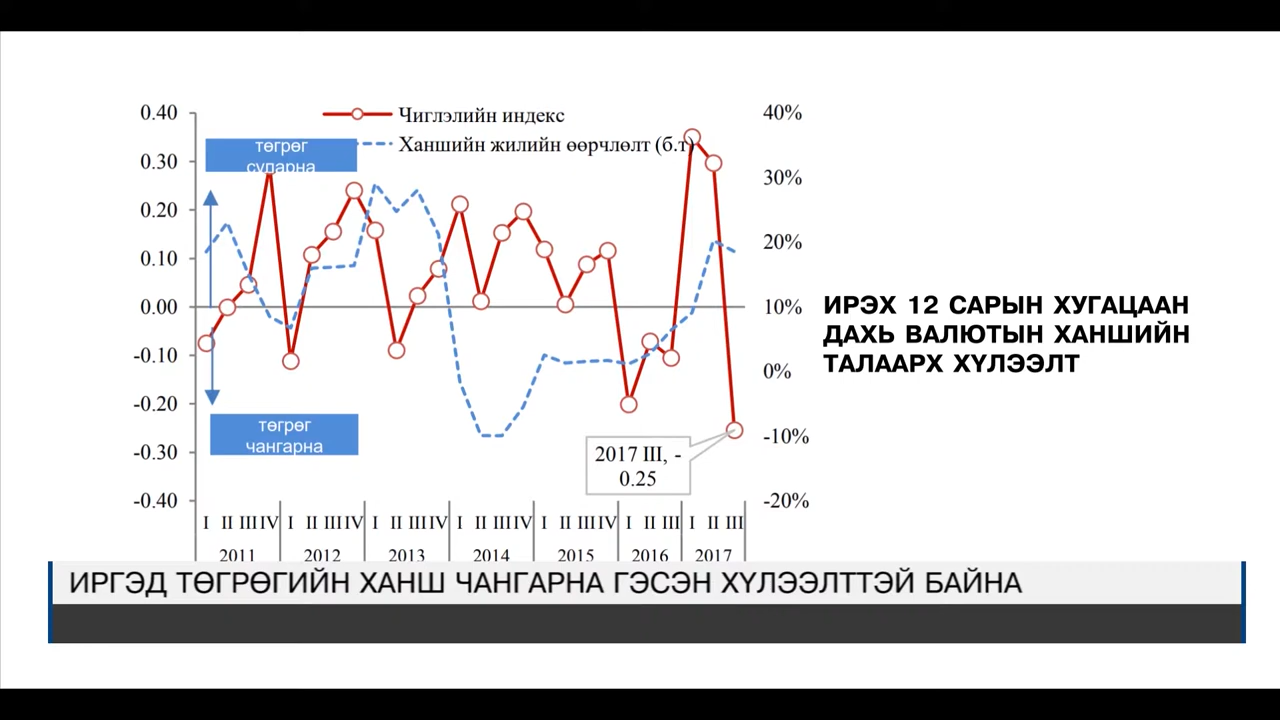 0.40
0.30
0.20
0.10
0.00
-0.10
-0.20
-0.30
-0.40
Чиглэлийн индекс
Ханшийн жилийн өөрчлөлт (б.т)
төгрөг
суларна
төгрөг
чангарна
2017 III, -
0.25
40%
30%
20%
10%
0%
-10%
-20%
I II III IV I II III IV I II III IV I II III IV I II III IV I II III I II III
2011 2012 2013 2014 2015 2016 2017
ИРЭХ 12 САРЫН ХУГАЦААН
ДАХЬ ВАЛЮТЫН ХАНШИЙН
ТАЛААРХ ХҮЛЭЭЛТ
ИРГЭД ТӨГРӨГИЙН ХАНШ ЧАНГАРНА ГЭСЭН ХҮЛЭЭЛТТЭЙ БАЙНА